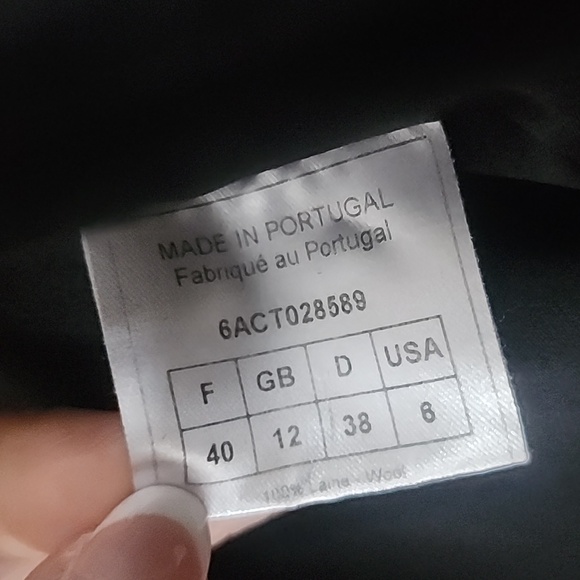 MADE IN PORTUGAL
Fabriqué au Portugal
6ACT028589
F GB D USA
40 12 38 6
100% Laine - Wool